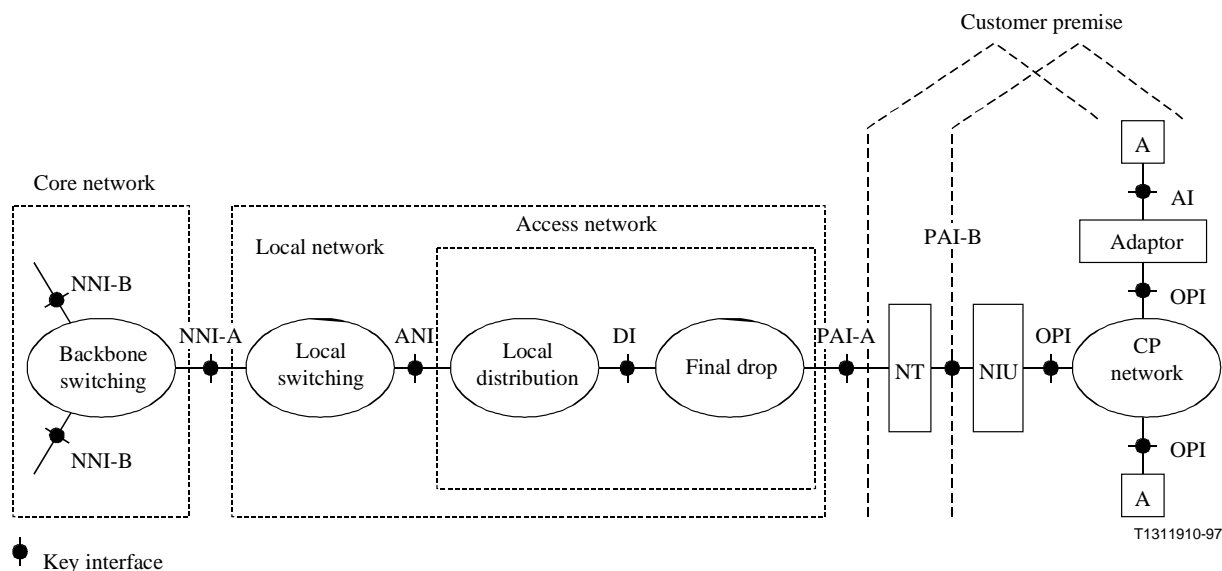 Customer premise
A
Core network
AI
Access network
Local network
PAI-B
Adaptor
NNI-B
OPI
NNI-A
ANI
DI
PAI-A
OPI
Backbone
switching
Local
switching
Local
distribution
Final drop
NT
NIU
CP
network
NNI-B
OPI
A
T1311910-97
Key interface